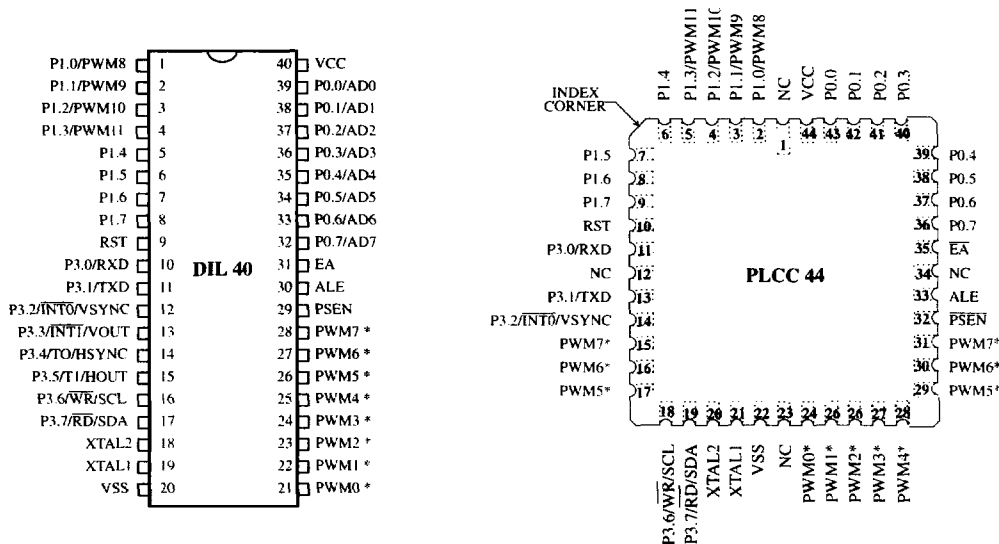 P1.0/PWM8 1 40 VCC
P1.1/PWM9 2 39 P0.0/AD0
P1.2/PWM10 3 38 P0.1/AD1
P1.3/PWM11 4 37 P0.2/AD2
P1.4 5 36 P0.3/AD3
P1.5 6 35 P0.4/AD4
P1.6 7 34 P0.5/AD5
P1.7 8 33 P0.6/AD6
RST 9 32 P0.7/AD7
P3.0/RXD 10 31 EA
P3.1/TXD 11 30 ALE
P3.2/INT0/VSYNC 12 29 PSEN
P3.3/INT1/VOUT 13 28 PWM7 *
P3.4/TO/HSYNC 14 27 PWM6 *
P3.5/T1/HOUT 15 26 PWM5 *
P3.6/WR/SCL 16 25 PWM4 *
P3.7/RD/SDA 17 24 PWM3 *
XTAL2 18 23 PWM2 *
XTAL1 19 22 PWM1 *
VSS 20 21 PWM0 *
DIL 40
INDEX
CORNER
P1.4
P1.3/PWM11
P1.2/PWM10
P1.1/PWM9
P1.0/PWM8
NC
VCC
P0.0
P0.1
P0.2
P0.3
6 5 4 3 2 1 44 43 42 41 40
P1.5 7 39 P0.4
P1.6 8 38 P0.5
P1.7 9 37 P0.6
RST 10 36 P0.7
P3.0/RXD 11 35 EA
NC 12 34 NC
P3.1/TXD 13 33 ALE
P3.2/INT0/VSYNC 14 32 PSEN
PWM7* 15 31 PWM7*
PWM6* 16 30 PWM6*
PWM5* 17 29 PWM5*
PLCC 44
18 19 20 21 22 23 24 26 26 27 28
P3.6/WR/SCL
P3.7/RD/SDA
XTAL2
XTAL1
VSS
NC
PWM0*
PWM1*
PWM2*
PWM3*
PWM4*